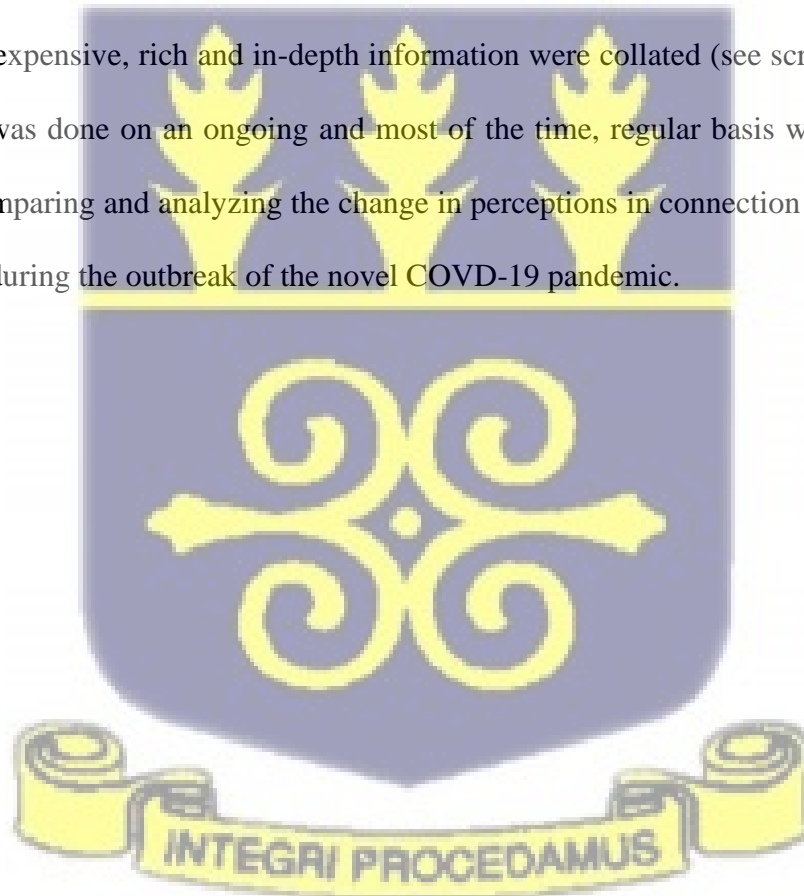 expensive, rich and in-depth information were collated (see scr
was done on an ongoing and most of the time, regular basis w
mparing and analyzing the change in perceptions in connection
during the outbreak of the novel COVD-19 pandemic.
INTEGRI PROCEDAMUS